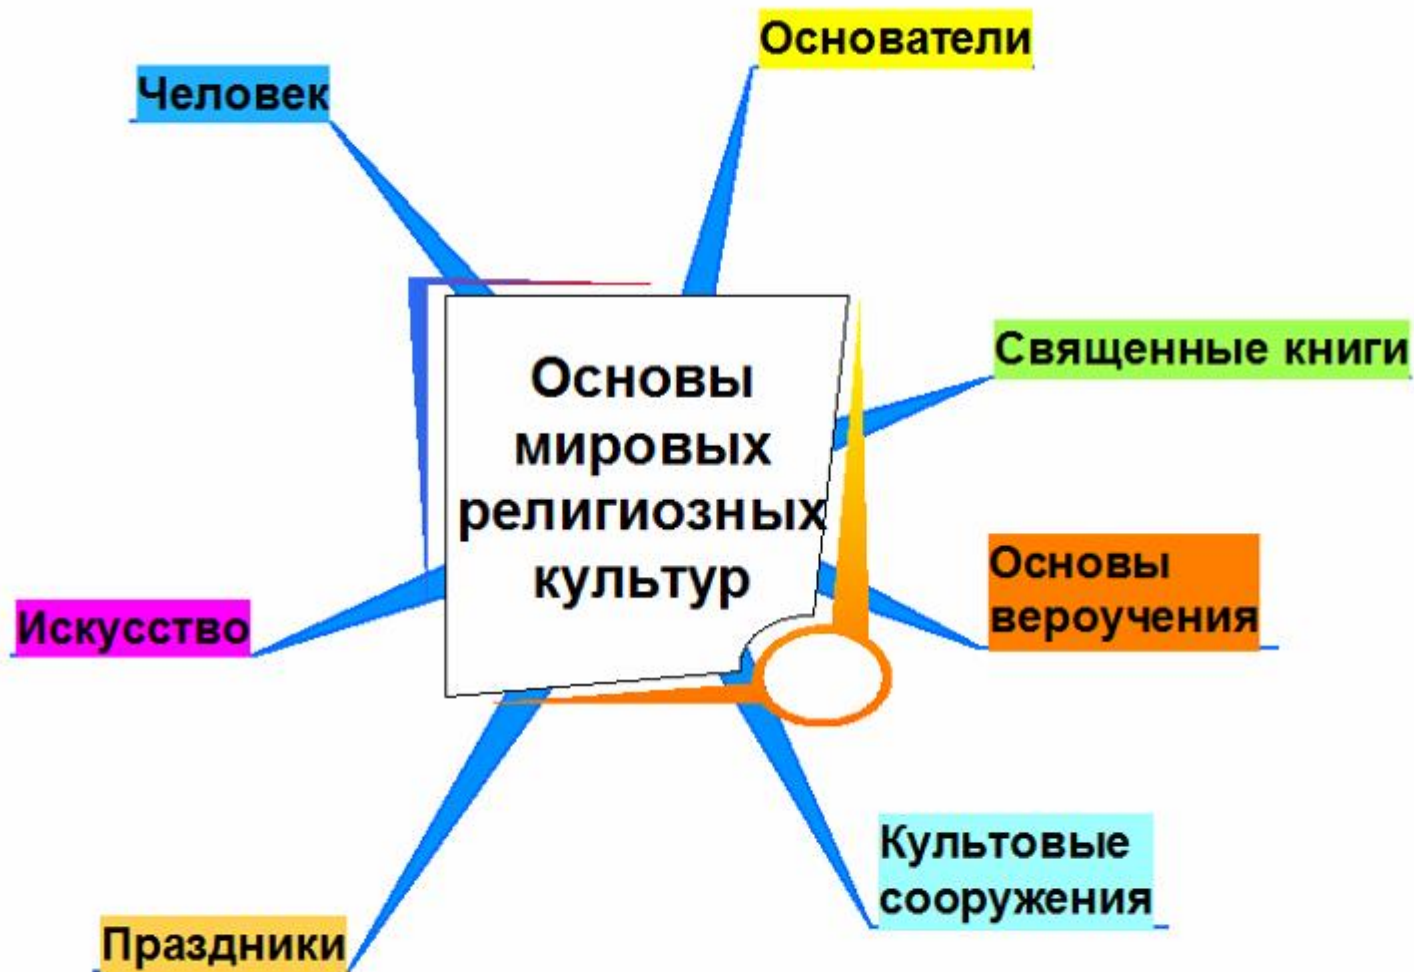 Основатели
Человек
Священные книги
Основы
мировых
религиозных
культур
Основы
вероучения
Искусство
Культовые
сооружения
Праздники